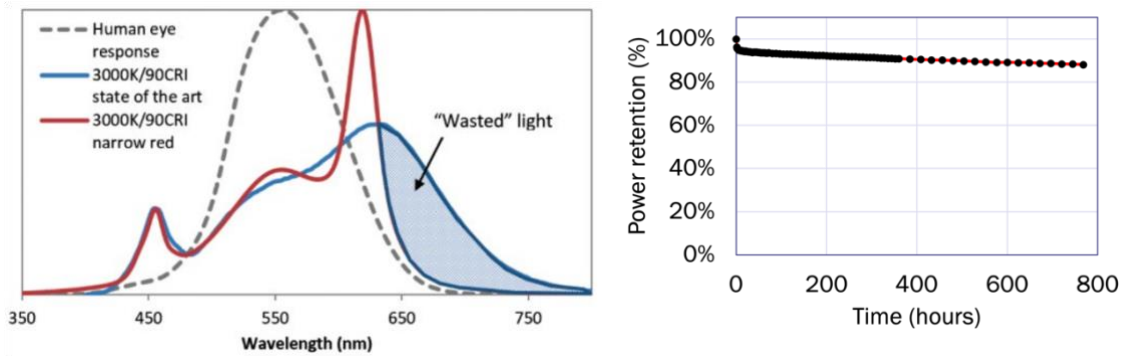 Human eye
response
3000K/90CRI
state of the art
3000K/90CRI
narrow red
“Wasted” light
350
450
550
650
750
Wavelength (nm)
Power retention (%)
100%
80%
60%
40%
20%
0%
0
200
400
600
800
Time (hours)